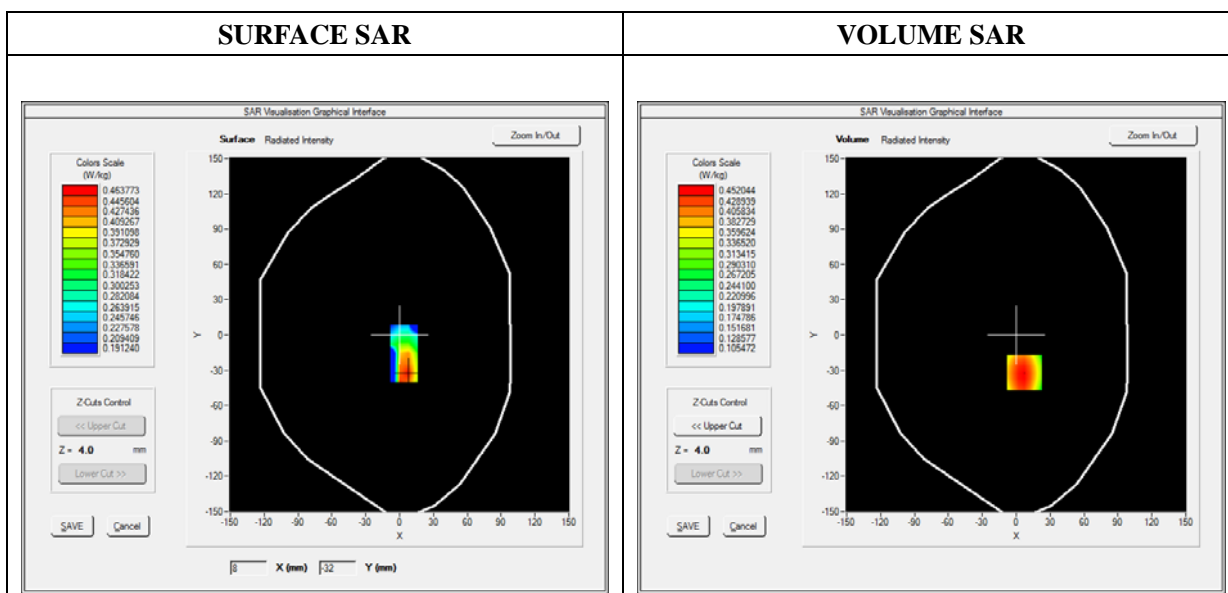 SURFACE SAR
VOLUME SAR
SAR Visualisation Graphical Interface
Surface Radiated Intensity
Zoom In/Out
Colors Scale
(W/kg)
0.463773
0.445604
0.427436
0.409267
0.391098
0.372929
0.354760
0.336591
0.318422
0.300253
0.282084
0.263915
0.245746
0.227578
0.209409
0.191240
Z-Cuts Control
<< Upper Cut
Z = 4.0 mm
Lower Cut >>
SAVE Cancel
150
120
90
60
30
0
-30
-60
-90
-120
-150
Y
-150 -120 -90 -60 -30 0 30 60 90 120 150
X
8 X (mm) -32 Y (mm)
SAR Visualisation Graphical Interface
Volume Radiated Intensity
Zoom In/Out
Colors Scale
(W/kg)
0.452044
0.428939
0.405834
0.382729
0.359624
0.336520
0.313415
0.290310
0.267205
0.244100
0.220996
0.197891
0.174786
0.151681
0.128577
0.105472
Z-Cuts Control
<< Upper Cut
Z = 4.0 mm
Lower Cut >>
SAVE Cancel
150
120
90
60
30
0
-30
-60
-90
-120
-150
Y
-150 -120 -90 -60 -30 0 30 60 90 120 150
X